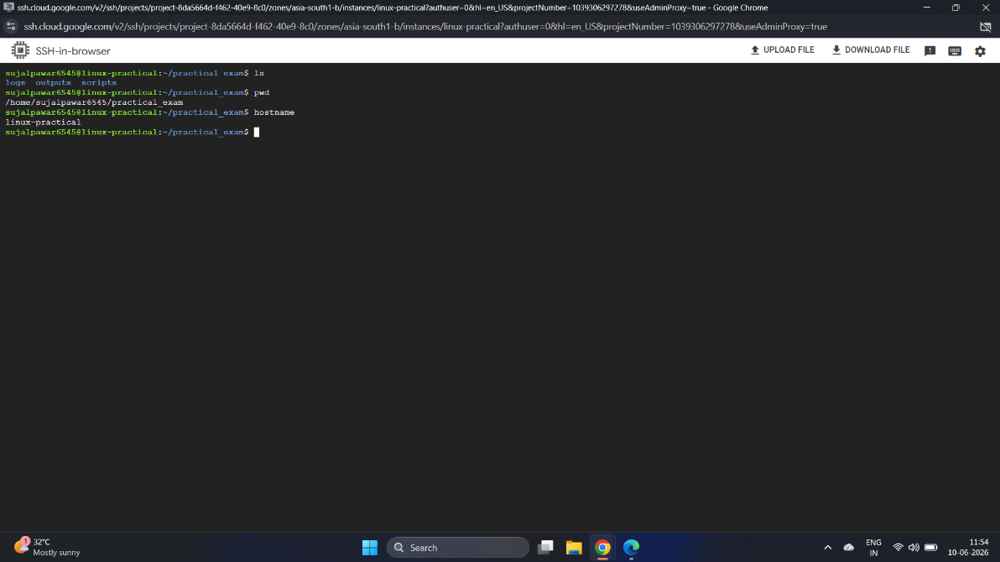 ssh.cloud.google.com/v2/ssh/projects/project-8da5664d-f462-40e9-8c0/zones/asia-south1-b/instances/linux-practical?authuser=0&hl=en_US&projectNumber=1039306297278&useAdminProxy=true - Google Chrome
ssh.cloud.google.com/v2/ssh/projects/project-8da5664d-f462-40e9-8c0/zones/asia-south1-b/instances/linux-practical?authuser=0&hl=en_US&projectNumber=1039306297278&useAdminProxy=true
SSH-in-browser
UPLOAD FILE
DOWNLOAD FILE
sujalpawar6545@linux-practical:~/practical_exam$ ls
logs outputs scripts
sujalpawar6545@linux-practical:~/practical_exam$ pwd
/home/sujalpawar6545/practical_exam
sujalpawar6545@linux-practical:~/practical_exam$ hostname
linux-practical
sujalpawar6545@linux-practical:~/practical_exam$
1
32°C
Mostly sunny
Search
ENG
IN
11:54
10-06-2026